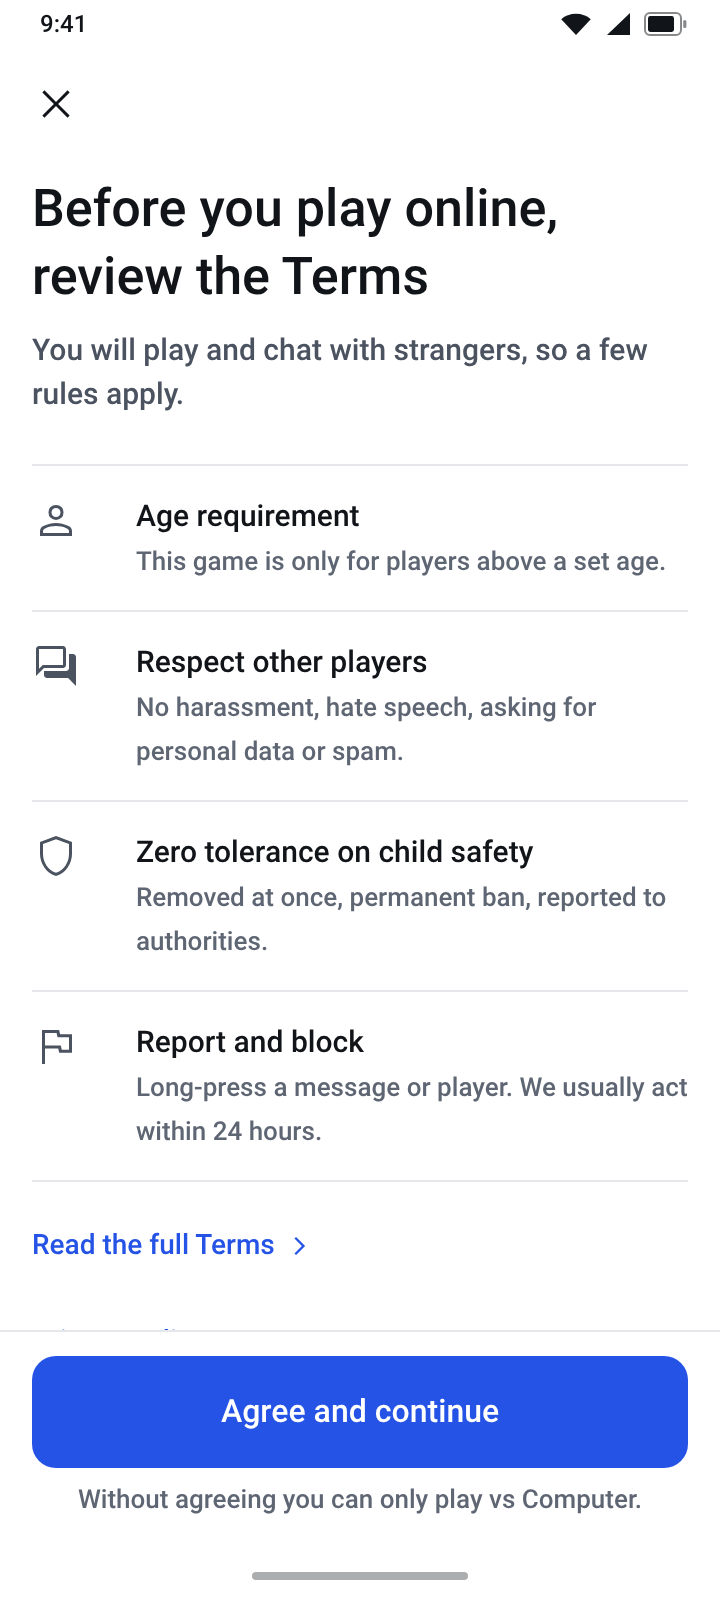 9:41
Before you play online,
review the Terms
You will play and chat with strangers, so a few
rules apply.
Age requirement
This game is only for players above a set age.
Respect other players
No harassment, hate speech, asking for
personal data or spam.
Zero tolerance on child safety
Removed at once, permanent ban, reported to
authorities.
Report and block
Long-press a message or player. We usually act
within 24 hours.
Read the full Terms
Agree and continue
Without agreeing you can only play vs Computer.